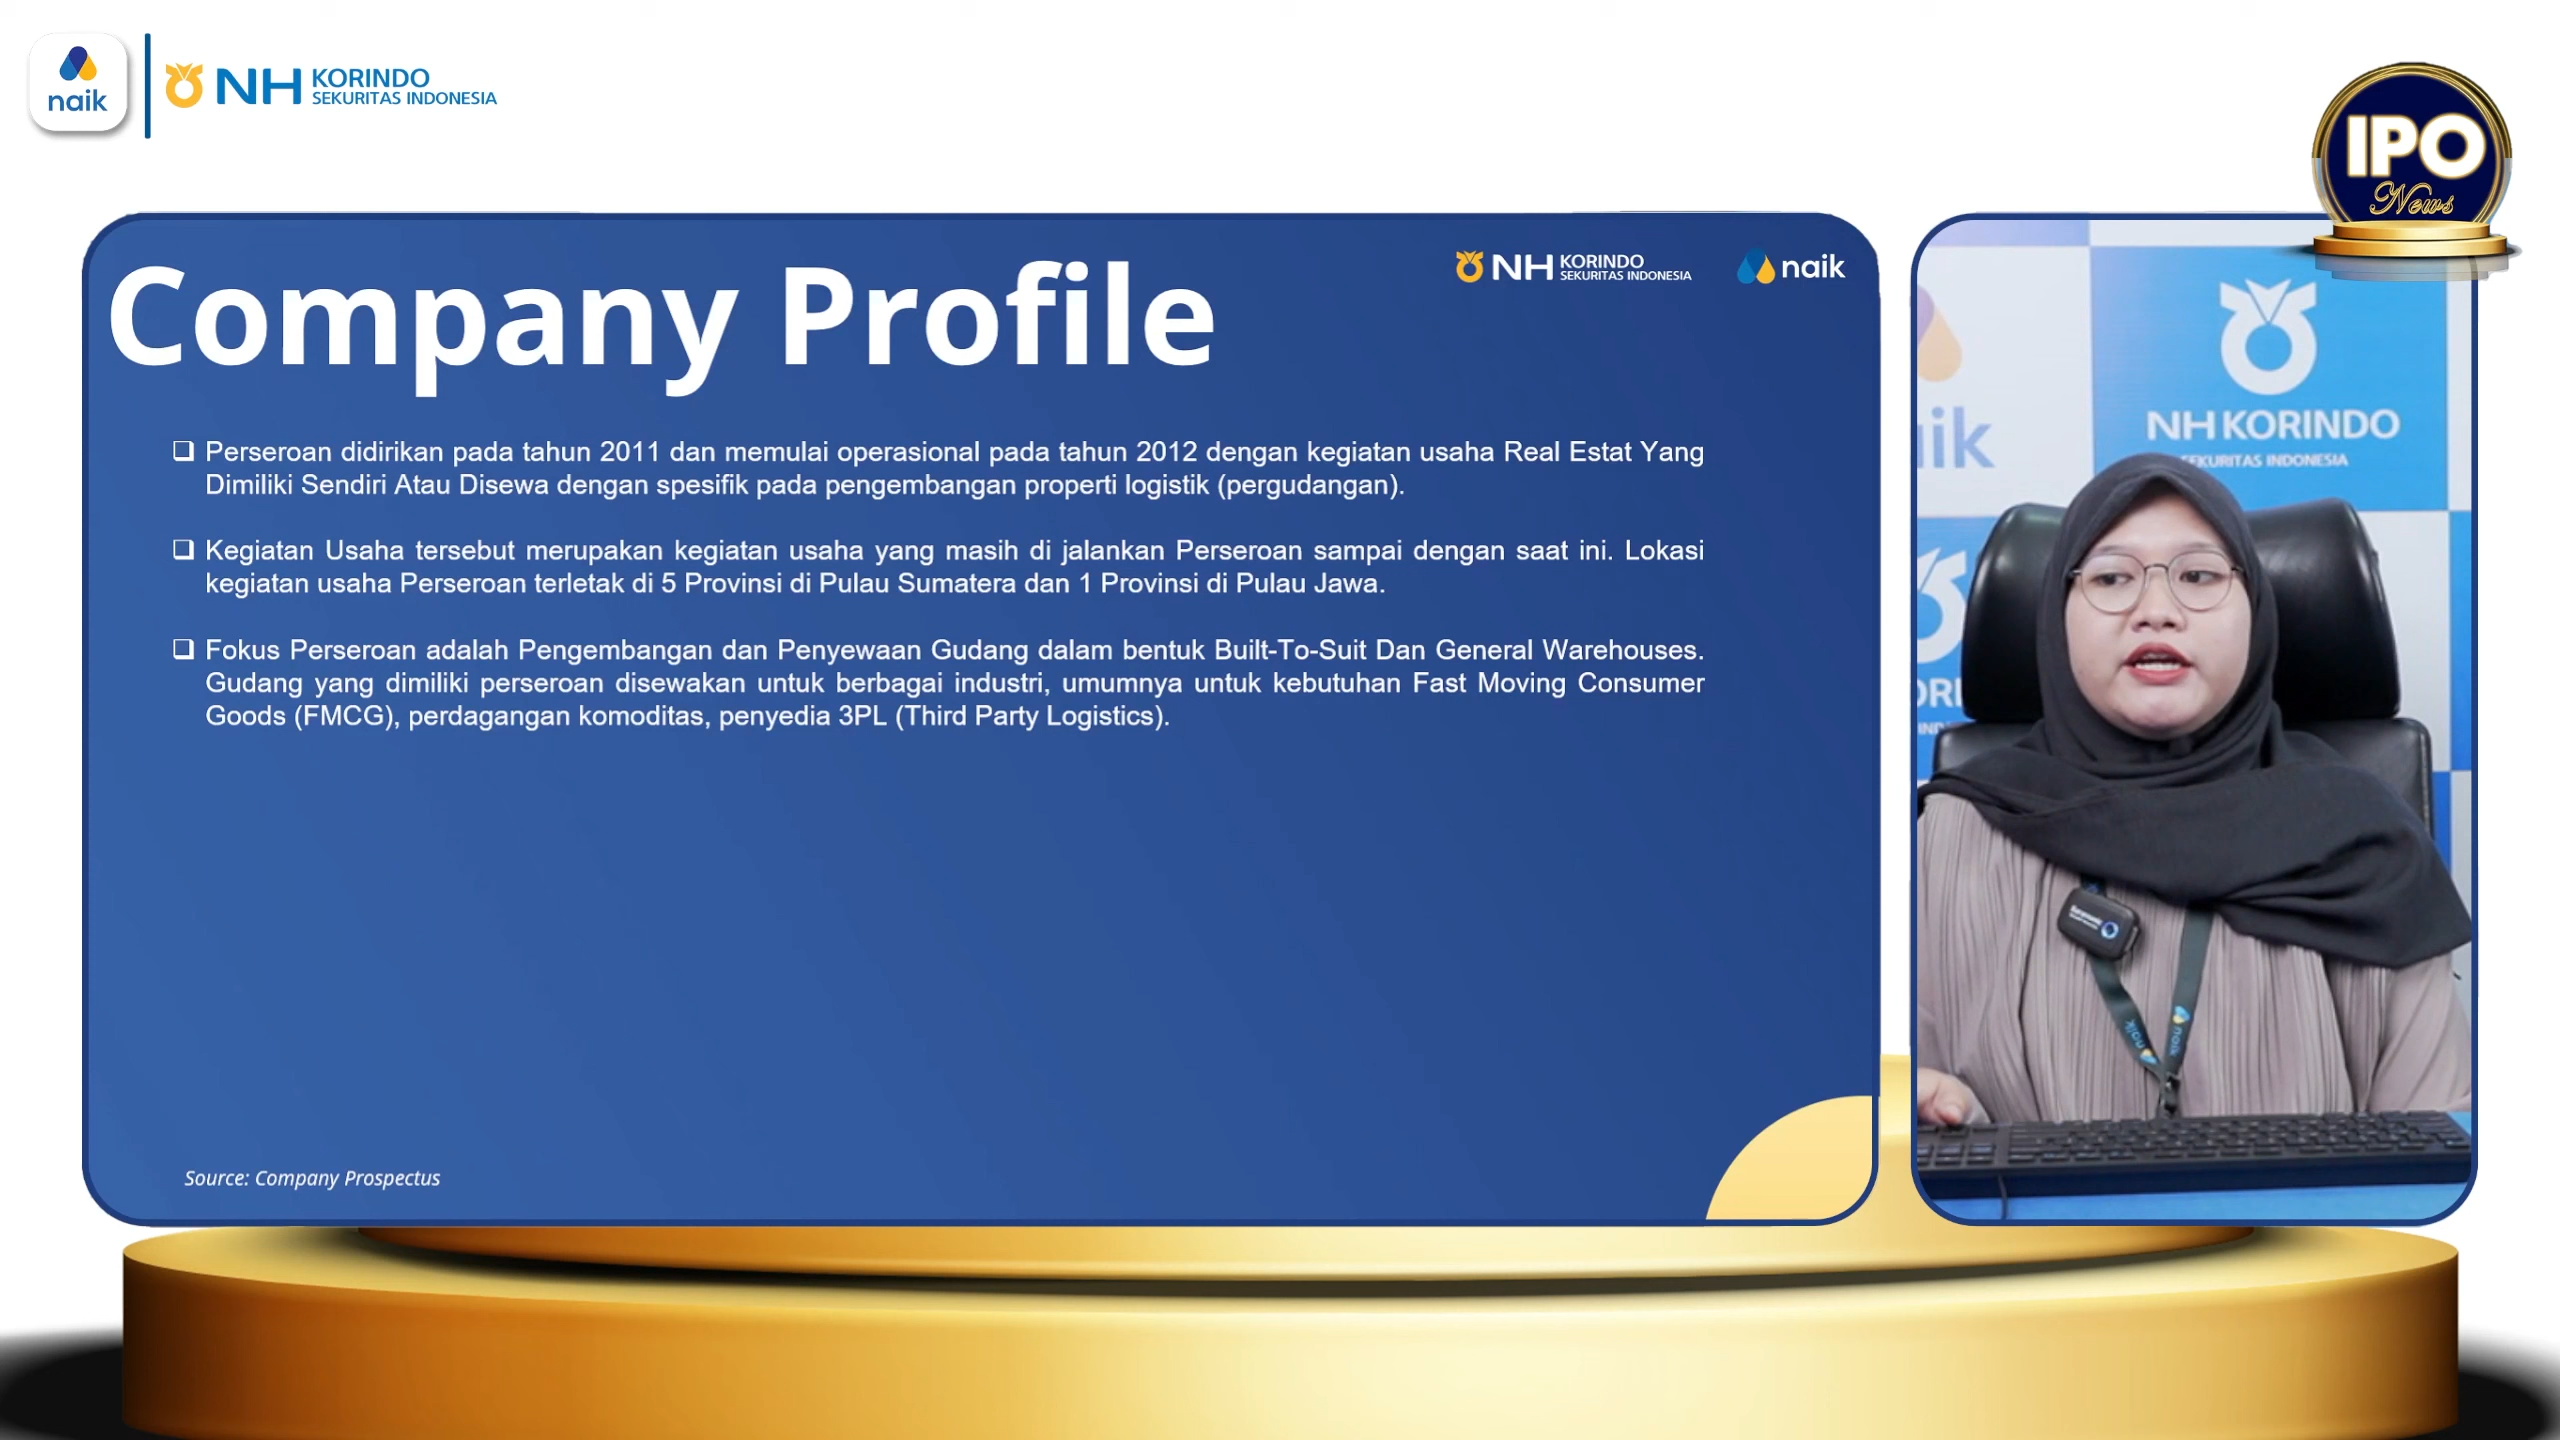 naik
NH KORINDO
SEKURITAS INDONESIA
IPO
News
Company Profile
NH KORINDO
SEKURITAS INDONESIA
naik
❑ Perseroan didirikan pada tahun 2011 dan memulai operasional pada tahun 2012 dengan kegiatan usaha Real Estat Yang
Dimiliki Sendiri Atau Disewa dengan spesifik pada pengembangan properti logistik (pergudangan).
❑ Kegiatan Usaha tersebut merupakan kegiatan usaha yang masih di jalankan Perseroan sampai dengan saat ini. Lokasi
kegiatan usaha Perseroan terletak di 5 Provinsi di Pulau Sumatera dan 1 Provinsi di Pulau Jawa.
❑ Fokus Perseroan adalah Pengembangan dan Penyewaan Gudang dalam bentuk Built-To-Suit Dan General Warehouses.
Gudang yang dimiliki perseroan disewakan untuk berbagai industri, umumnya untuk kebutuhan Fast Moving Consumer
Goods (FMCG), perdagangan komoditas, penyedia 3PL (Third Party Logistics).
Source: Company Prospectus
NH KORINDO
SEKURITAS INDONESIA
naik
naik